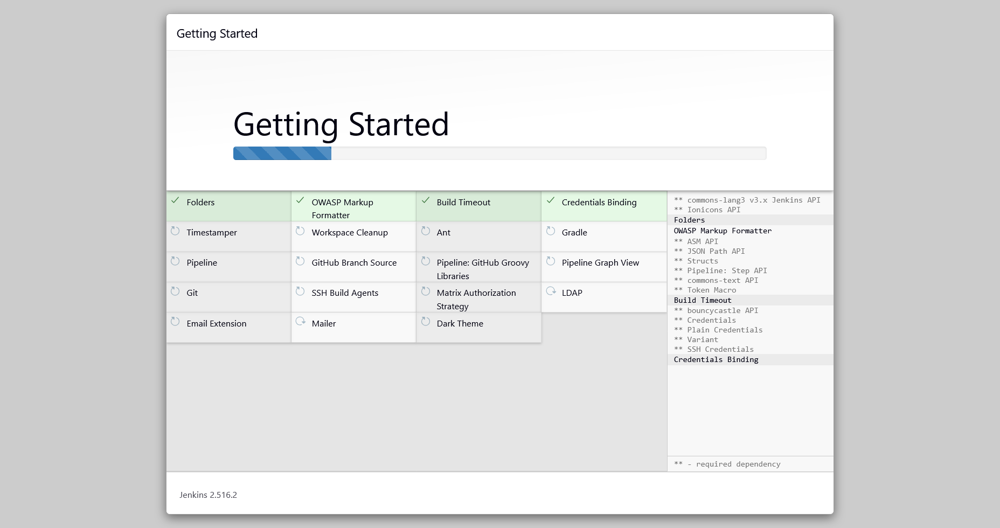 Getting Started
Getting Started
Folders
OWASP Markup
Formatter
Build Timeout
Credentials Binding
Timestamper
Workspace Cleanup
Ant
Gradle
Pipeline
GitHub Branch Source
Pipeline: GitHub Groovy
Libraries
Pipeline Graph View
Git
SSH Build Agents
Matrix Authorization
Strategy
LDAP
Email Extension
Mailer
Dark Theme
** commons-lang3 v3.x Jenkins API
** Ionicons API
Folders
OWASP Markup Formatter
** ASM API
** JSON Path API
** Structs
** Pipeline: Step API
** commons-text API
** Token Macro
Build Timeout
** bouncycastle API
** Credentials
** Plain Credentials
** Variant
** SSH Credentials
Credentials Binding
** - required dependency
Jenkins 2.516.2